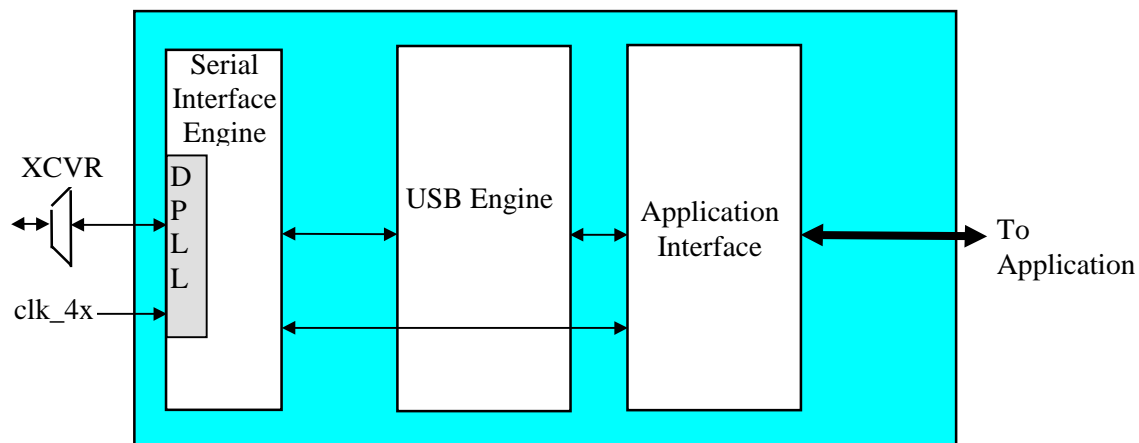 Serial
Interface
Engine
XCVR
D
P
L
L
clk_4x
USB Engine
Application
Interface
To
Application